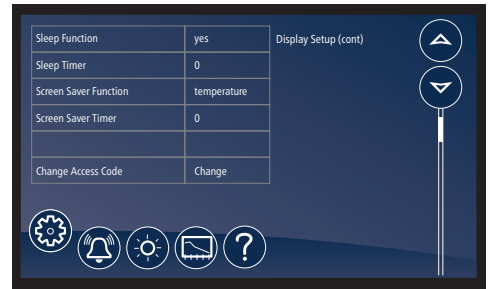 Sleep Function yes Display Setup (cont)
Sleep Timer 0
Screen Saver Function temperature
Screen Saver Timer 0
Change Access Code Change
?